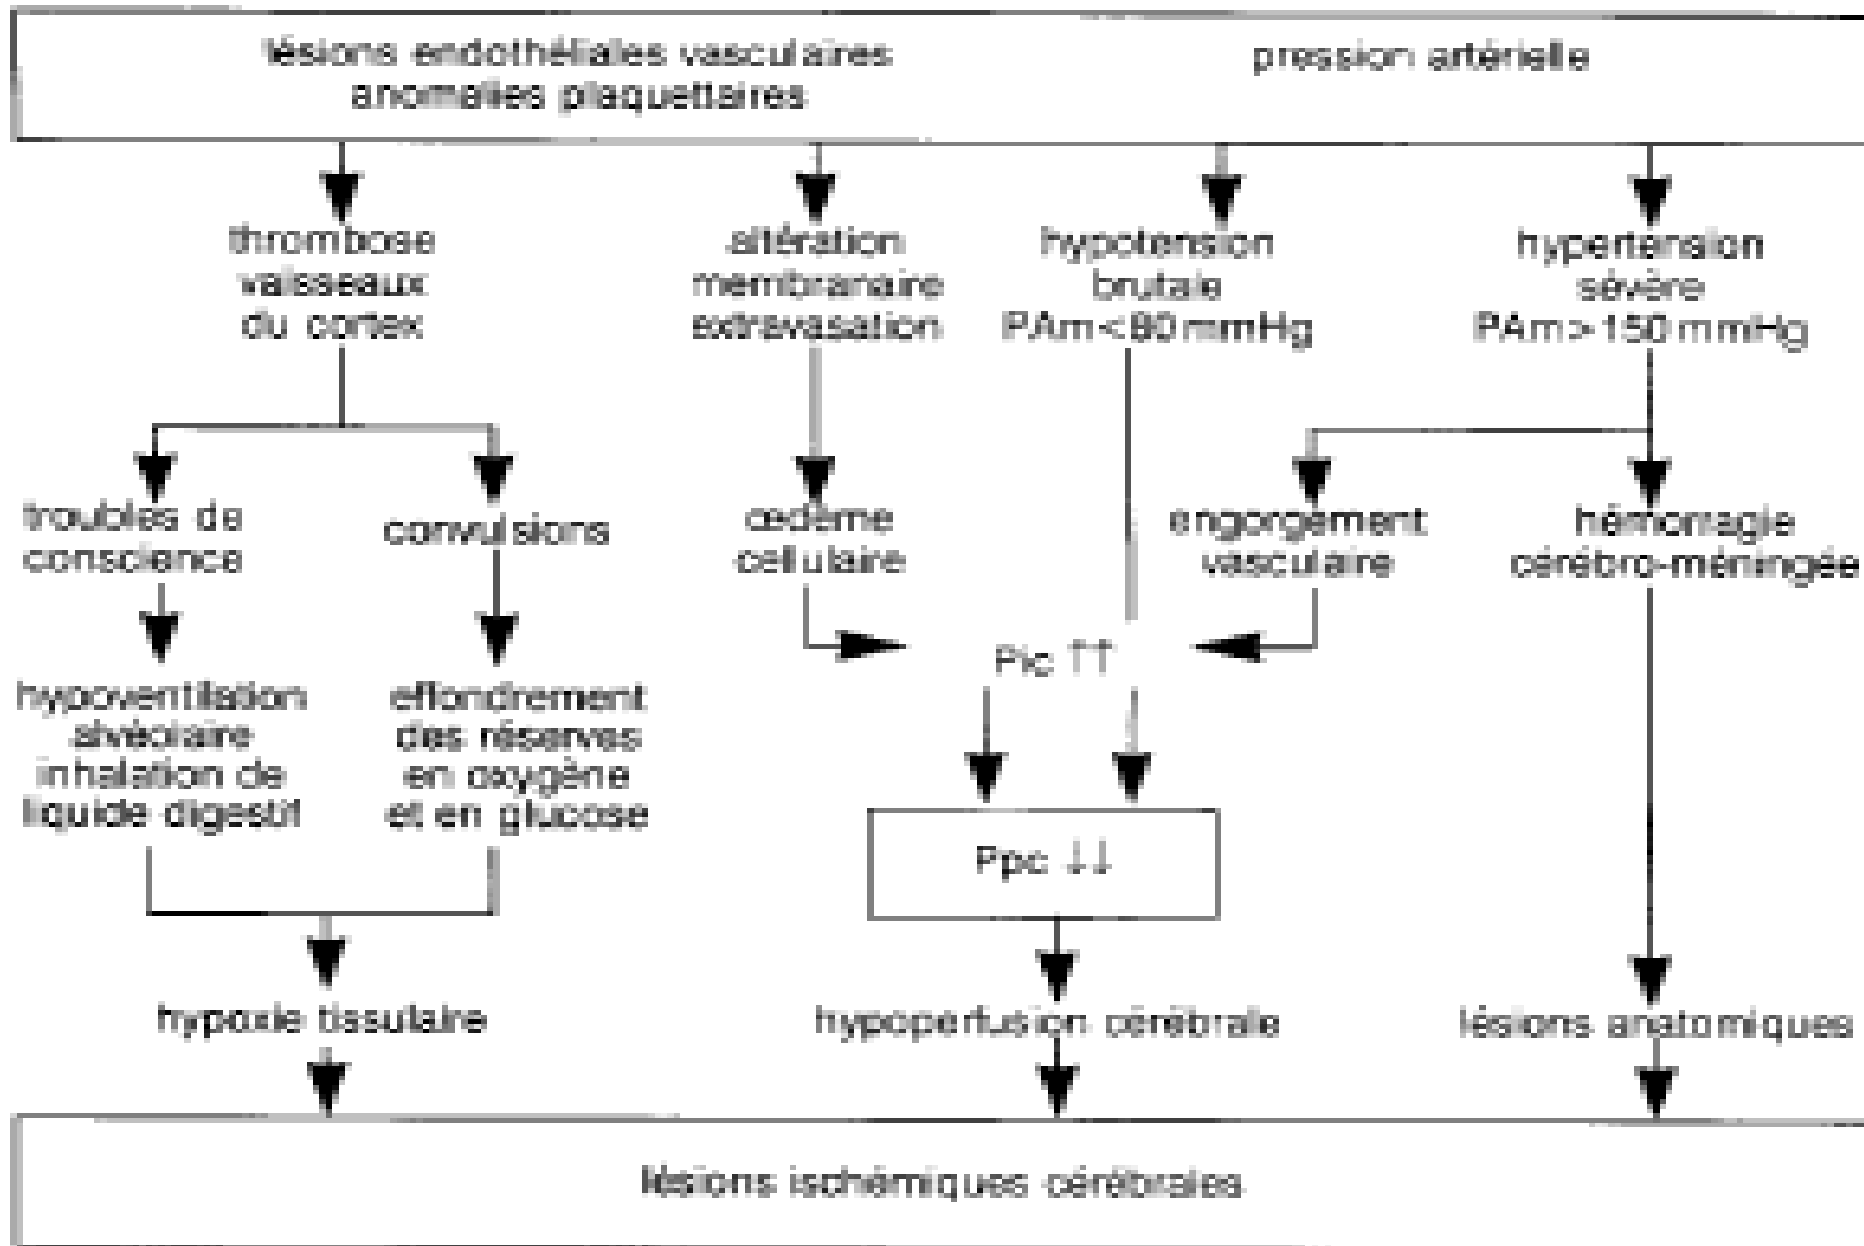 lésions endothéliales vasculaires
anomalies plaquettaires
pression artérielle
thrombose
vaisseaux
du cortex
altération
membranaire
extravasation
hypotension
brutale
PAm < 80 mmHg
hypertension
sévère
PAm > 150 mmHg
troubles de
conscience
convulsions
œdème
cellulaire
engorgement
vasculaire
hémorragie
cérébro-méningée
Pic ↑↑
hypoventilation
alvéolaire
inhalation de
liquide digestif
effondrement
des réserves
en oxygène
et en glucose
Ppc ↓↓
hypoxie tissulaire
hypoperfusion cérébrale
lésions anatomiques
lésions ischémiques cérébrales